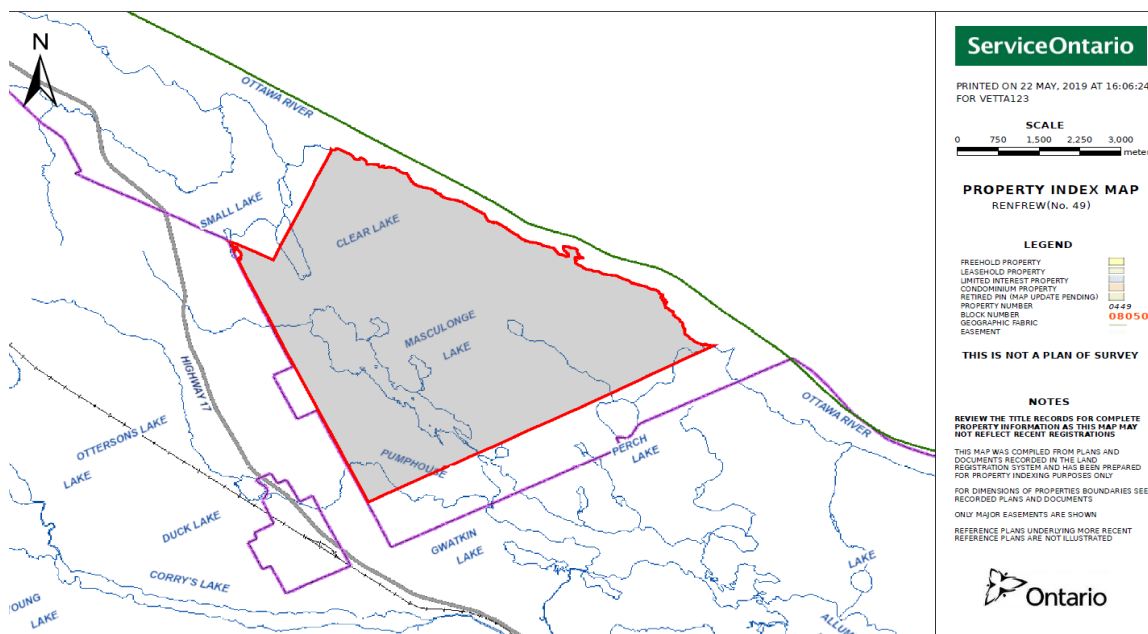 N
OTTAWA RIVER
SMALL LAKE
CLEAR LAKE
MASCULONGE
LAKE
HIGHWAY 17
OTTERSONS LAKE
LAKE
PUMPHOUSE
PERCH
LAKE
OTTAWA RIVER
DUCK LAKE
GWATKIN
LAKE
LAKE
CORRY'S LAKE
YOUNG
LAKE
ALLUM
ServiceOntario
PRINTED ON 22 MAY, 2019 AT 16:06:24
FOR VETTA123
SCALE
0 750 1,500 2,250 3,000
meter
PROPERTY INDEX MAP
RENFREW(No. 49)
LEGEND
FREEHOLD PROPERTY
LEASEHOLD PROPERTY
LIMITED INTEREST PROPERTY
CONDOMINIUM PROPERTY
RETIRED PIN (MAP UPDATE PENDING)
PROPERTY NUMBER 0449
BLOCK NUMBER 08050
GEOGRAPHIC FABRIC
EASEMENT
THIS IS NOT A PLAN OF SURVEY
NOTES
REVIEW THE TITLE RECORDS FOR COMPLETE
PROPERTY INFORMATION AS THIS MAP MAY
NOT REFLECT RECENT REGISTRATIONS
THIS MAP WAS COMPILED FROM PLANS AND
DOCUMENTS RECORDED IN THE LAND
REGISTRATION SYSTEM AND HAS BEEN PREPARED
FOR PROPERTY INDEXING PURPOSES ONLY
FOR DIMENSIONS OF PROPERTIES BOUNDARIES SEE
RECORDED PLANS AND DOCUMENTS
ONLY MAJOR EASEMENTS ARE SHOWN
REFERENCE PLANS UNDERLYING MORE RECENT
REFERENCE PLANS ARE NOT ILLUSTRATED
Ontario